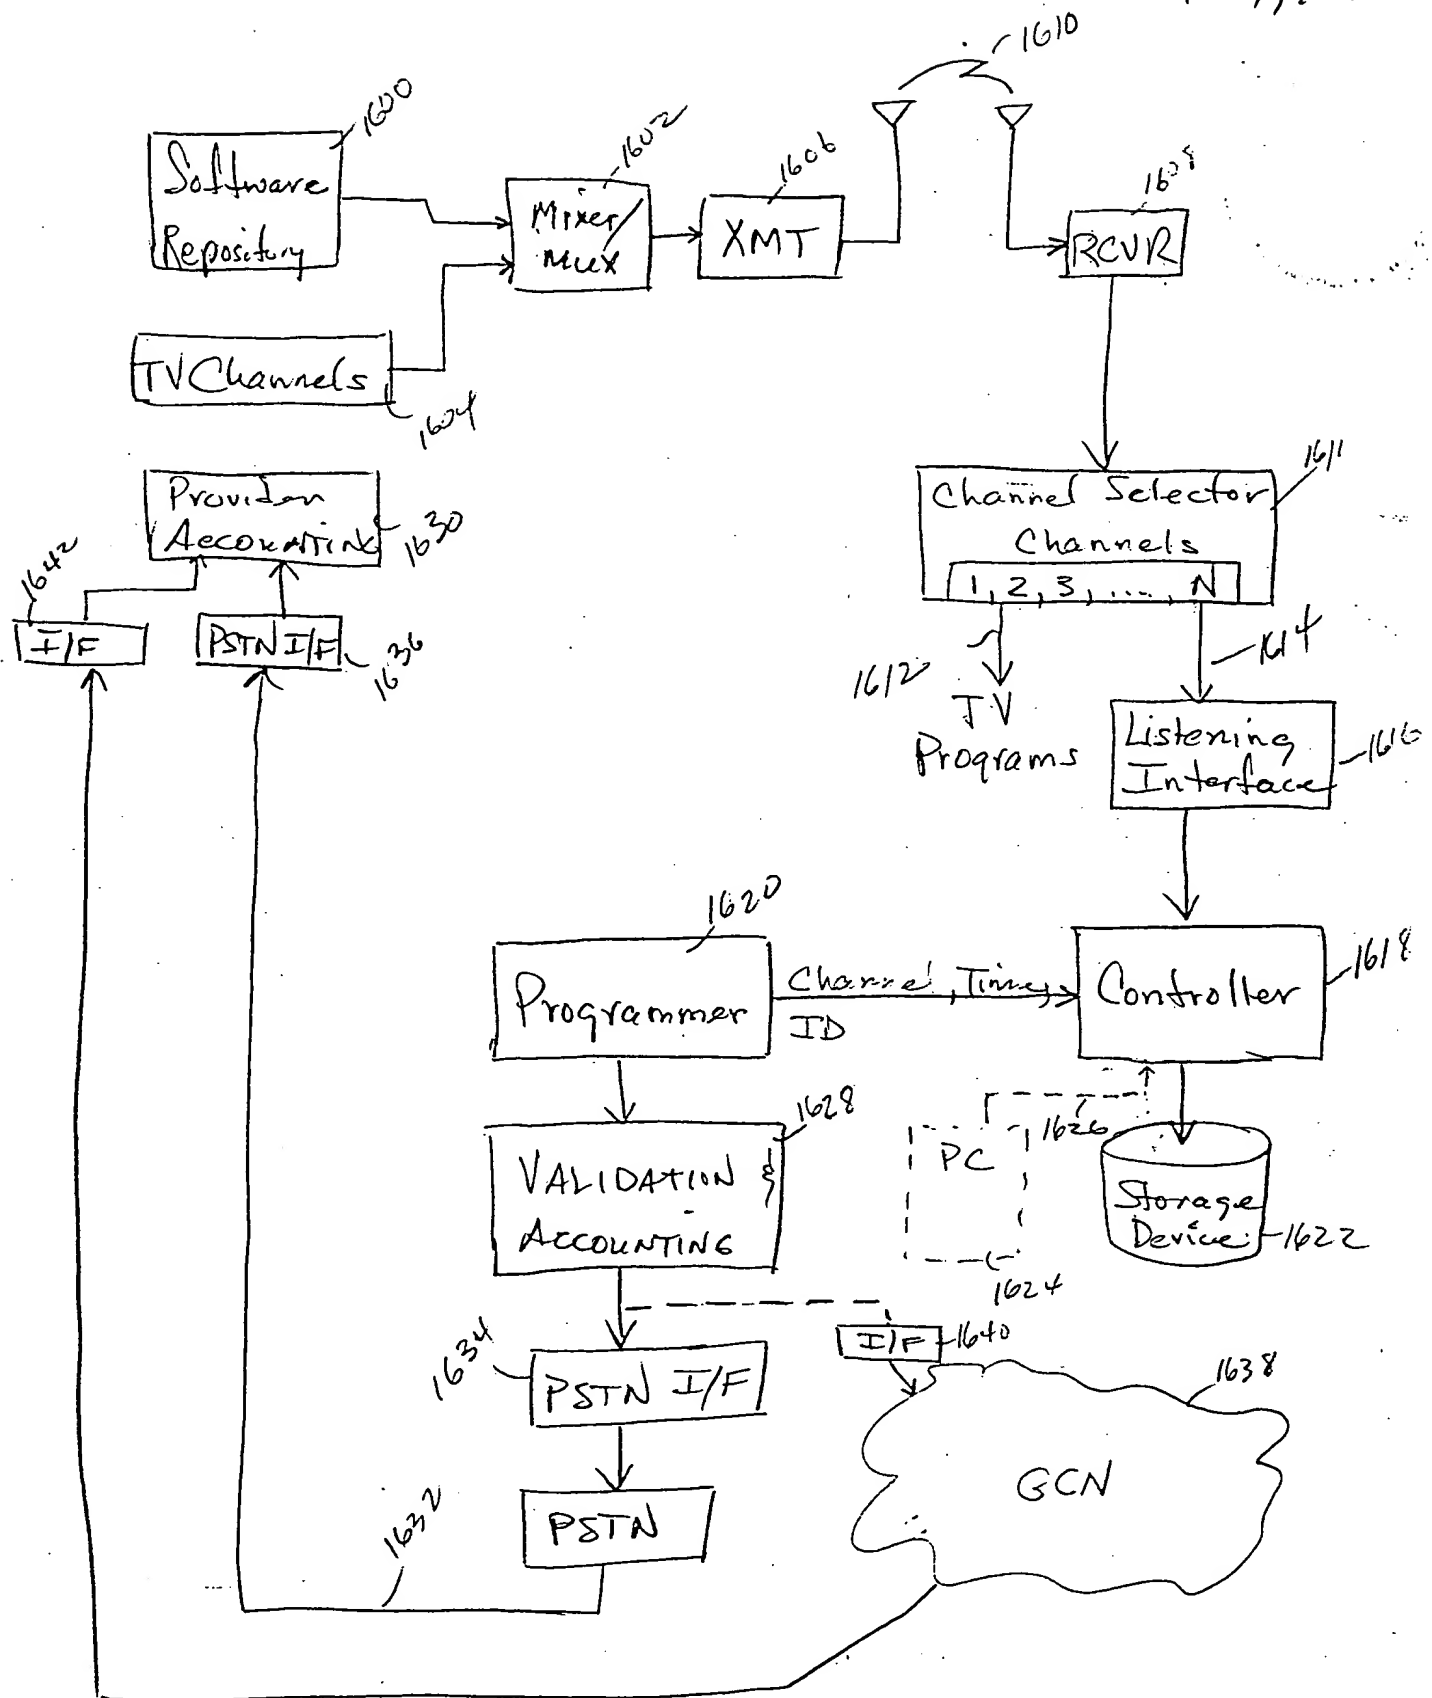 1610
1600
Software
Repository
1602
Mixer/
Mux
1606
XMT
1608
RCVR
TV Channels
1604
1611
Channel Selector
Channels
1, 2, 3, ...., N
Provider
Accounting
1630
1642
I/F
PSTN I/F
1636
1612
TV
Programs
1614
Listening
Interface
1616
1620
Programmer
Channel, Time,
ID
Controller
1618
1628
VALIDATION &
ACCOUNTING
PC
1626
1624
Storage
Device
1622
1634
PSTN I/F
I/F
1640
1638
GCN
PSTN
1632